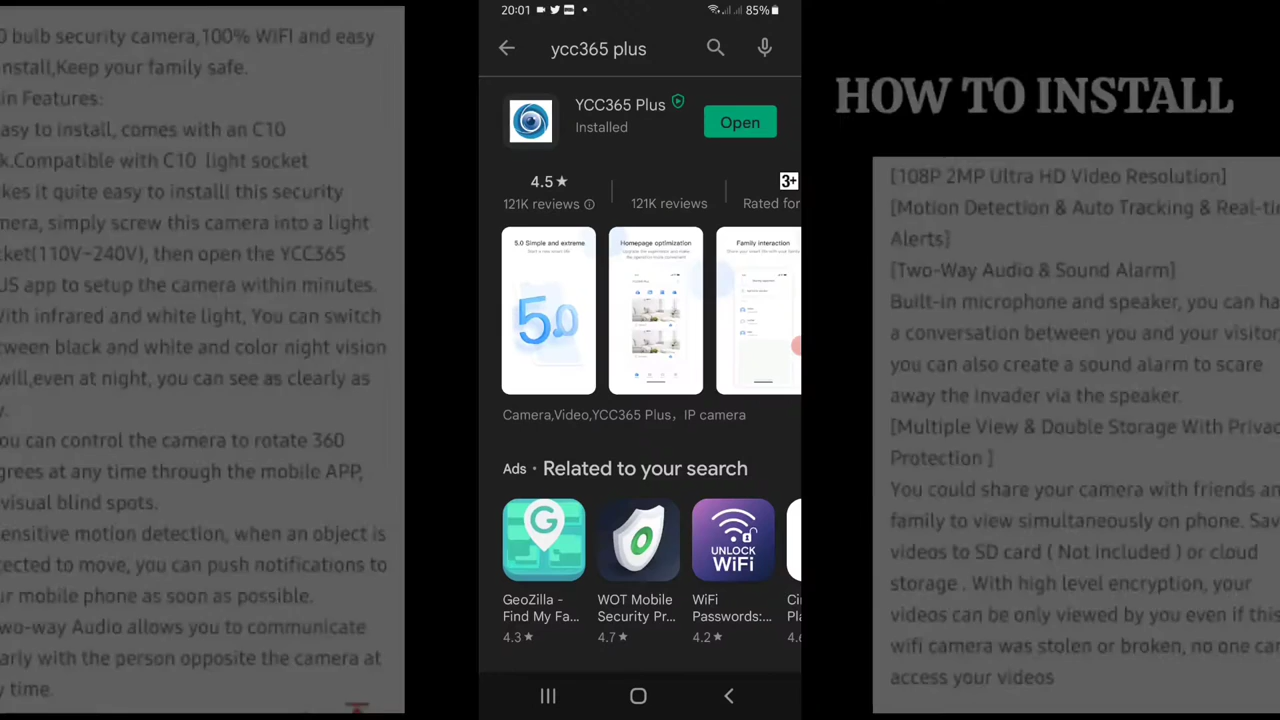 0 bulb security camera,100% WIFI and easy
nstall,Keep your family safe.
in Features:
asy to install, comes with an C10
k.Compatible with C10 light socket
kes it quite easy to installl this security
mera, simply screw this camera into a light
ket(110V~240V), then open the YCC365
US app to setup the camera within minutes.
With infrared and white light, You can switch
tween black and white and color night vision
will,even at night, you can see as clearly as
y.
ou can control the camera to rotate 360
grees at any time through the mobile APP,
visual blind spots.
ensitive motion detection, when an object is
tected to move, you can push notifications to
ur mobile phone as soon as possible.
wo-way Audio allows you to communicate
arly with the person opposite the camera at
y time.
20:01
85%
ycc365 plus
YCC365 Plus
Installed
Open
4.5★
121K reviews
121K reviews
3+
Rated for
5.0 Simple and extreme
5.0
Homepage optimization
Family interaction
Camera,Video,YCC365 Plus，IP camera
Ads • Related to your search
UNLOCK
WiFi
GeoZilla -
Find My Fa...
4.3★
WOT Mobile
Security Pr...
4.7★
WiFi
Passwords:...
4.2★
Ci
Pl
4.6
HOW TO INSTALL
[108P 2MP Ultra HD Video Resolution]
[Motion Detection & Auto Tracking & Real-ti
Alerts]
[Two-Way Audio & Sound Alarm]
Built-in microphone and speaker, you can ha
a conversation between you and your visitor
you can also create a sound alarm to scare
away the invader via the speaker.
[Multiple View & Double Storage With Privac
Protection ]
You could share your camera with friends an
family to view simultaneously on phone. Sav
videos to SD card ( Not Included ) or cloud
storage . With high level encryption, your
videos can be only viewed by you even if this
wifi camera was stolen or broken, no one can
access your videos